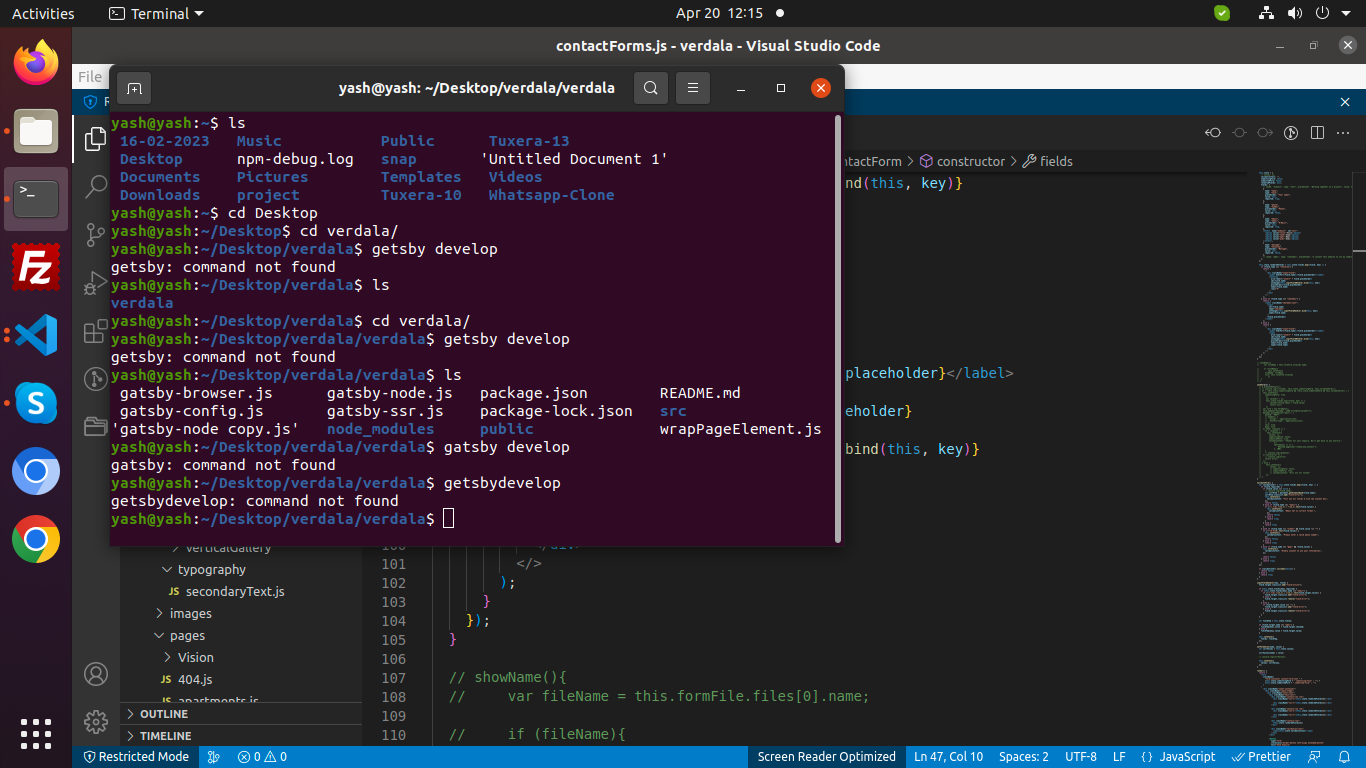 Activities Terminal Apr 20 12:15
contactForms.js - verdala - Visual Studio Code
File
yash@yash: ~/Desktop/verdala/verdala
yash@yash:~$ ls
16-02-2023 Music Public Tuxera-13
Desktop npm-debug.log snap 'Untitled Document 1'
Documents Pictures Templates Videos
Downloads project Tuxera-10 Whatsapp-Clone
yash@yash:~$ cd Desktop
yash@yash:~/Desktop$ cd verdala/
yash@yash:~/Desktop/verdala$ getsby develop
getsby: command not found
yash@yash:~/Desktop/verdala$ ls
verdala
yash@yash:~/Desktop/verdala$ cd verdala/
yash@yash:~/Desktop/verdala/verdala$ getsby develop
getsby: command not found
yash@yash:~/Desktop/verdala/verdala$ ls
gatsby-browser.js gatsby-node.js package.json README.md
gatsby-config.js gatsby-ssr.js package-lock.json src
'gatsby-node copy.js' node_modules public wrapPageElement.js
yash@yash:~/Desktop/verdala/verdala$ gatsby develop
gatsby: command not found
yash@yash:~/Desktop/verdala/verdala$ getsbydevelop
getsbydevelop: command not found
yash@yash:~/Desktop/verdala/verdala$
ntactForm > constructor > fields
nd(this, key)}
placeholder}</label>
eholder}
bind(this, key)}
verticalGallery
typography
JS secondaryText.js
images
pages
Vision
JS 404.js
apartments.js
OUTLINE
TIMELINE
101 </>
102 );
103 }
104 });
105 }
106
107 // showName(){
108 // var fileName = this.formFile.files[0].name;
109
110 // if (fileName){
Restricted Mode 0 0 Screen Reader Optimized Ln 47, Col 10 Spaces: 2 UTF-8 LF {} JavaScript Prettier